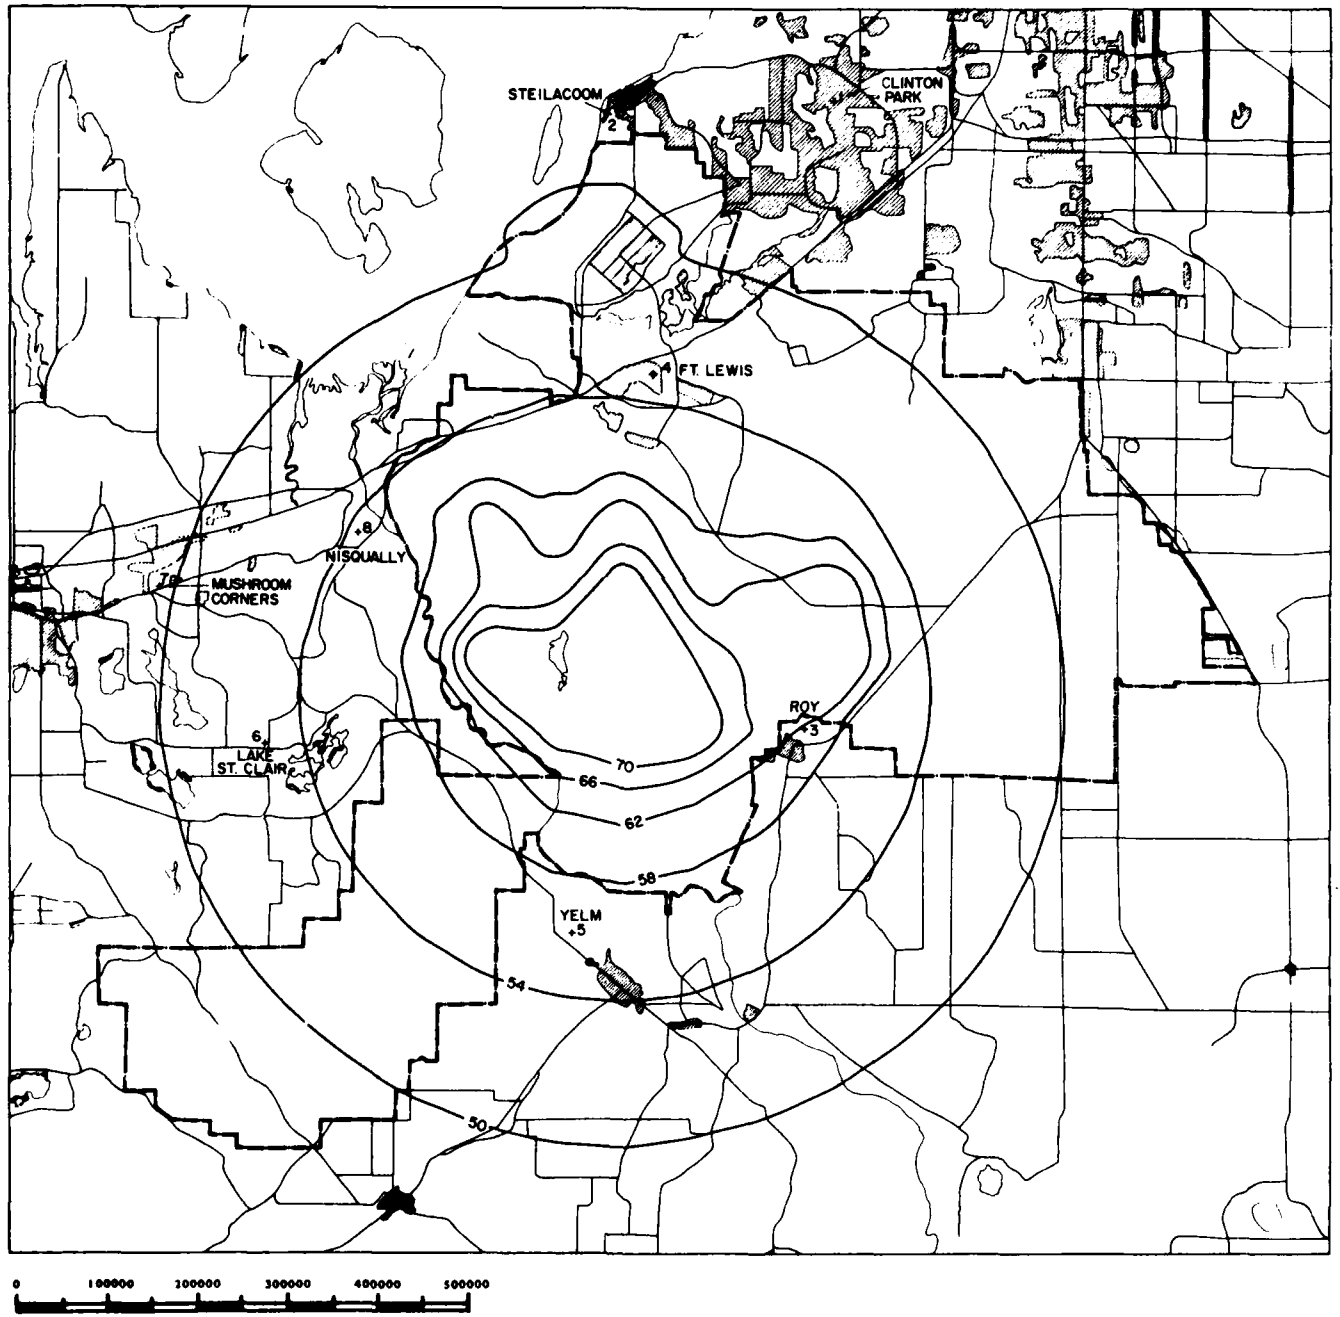 CLINTON
PARK
STEILACOOM
2
4 FT. LEWIS
8
NISQUALLY
7
MUSHROOM
CORNERS
ROY
3
6
LAKE
ST. CLAIR
70
66
62
58
YELM
5
54
50
0 100000 200000 300000 400000 500000